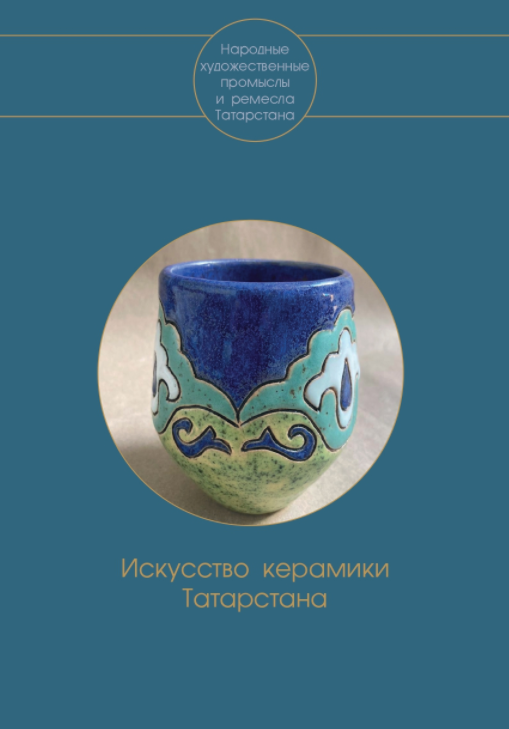 Народные
художественные
промыслы
и ремесла
Татарстана
Искусство керамики
Татарстана